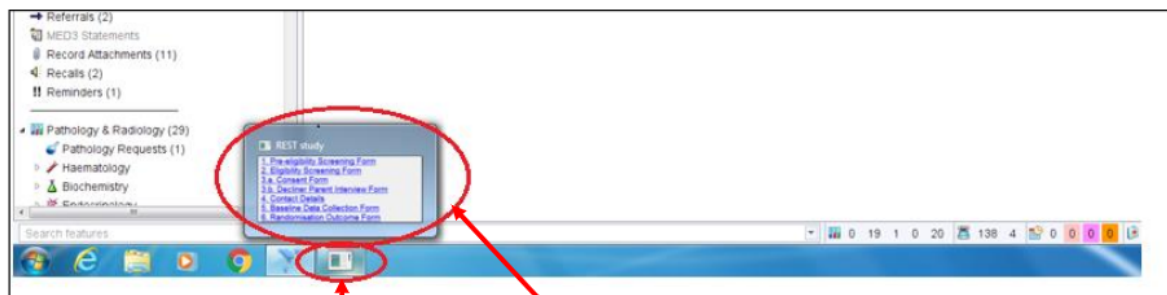 Referrals (2)
MED3 Statements
Record Attachments (11)
Recalls (2)
!! Reminders (1)
Pathology & Radiology (29)
Pathology Requests (1)
Haematology
Biochemistry
Endocrinology
REST study
1. Pre-eligibility Screening Form
2. Eligibility Screening Form
3.a. Consent Form
3.b. Decliner Parent Interview Form
4. Contact Details
5. Baseline Data Collection Form
6. Randomisation Outcome Form
Search features
0 19 1 0 20 138 4 0 0 0 0